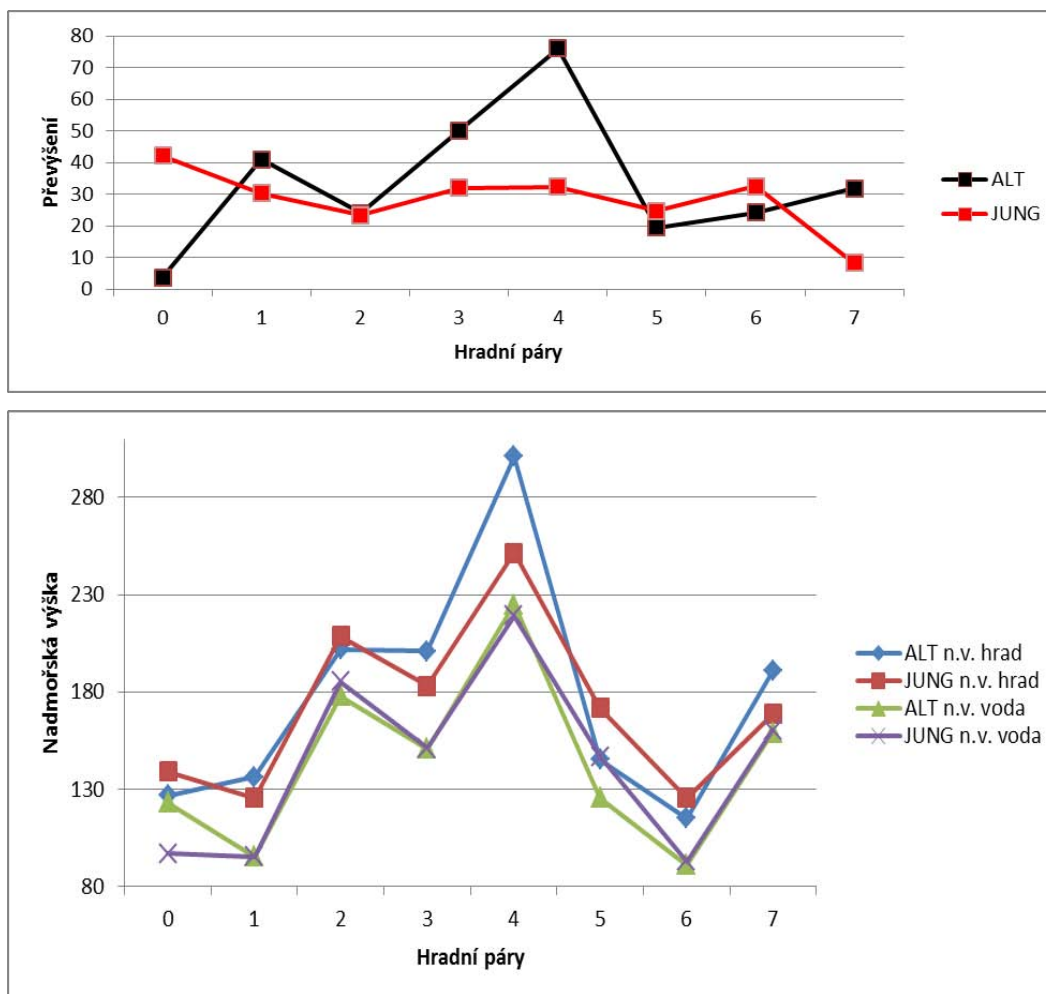 80
70
60
50
40
30
20
10
0
Převýšení
0 1 2 3 4 5 6 7
Hradní páry
ALT
JUNG
280
230
180
130
80
Nadmořská výška
0 1 2 3 4 5 6 7
Hradní páry
ALT n.v. hrad
JUNG n.v. hrad
ALT n.v. voda
JUNG n.v. voda